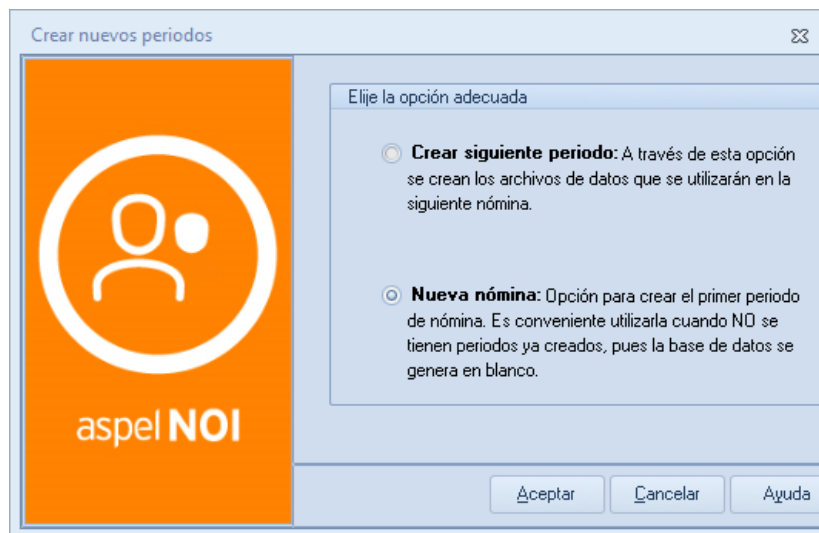 Crear nuevos periodos
Elije la opción adecuada
Crear siguiente periodo: A través de esta opción
se crean los archivos de datos que se utilizarán en la
siguiente nómina.
Nueva nómina: Opción para crear el primer periodo
de nómina. Es conveniente utilizarla cuando NO se
tienen periodos ya creados, pues la base de datos se
genera en blanco.
aspel NOI
Aceptar
Cancelar
Ayuda